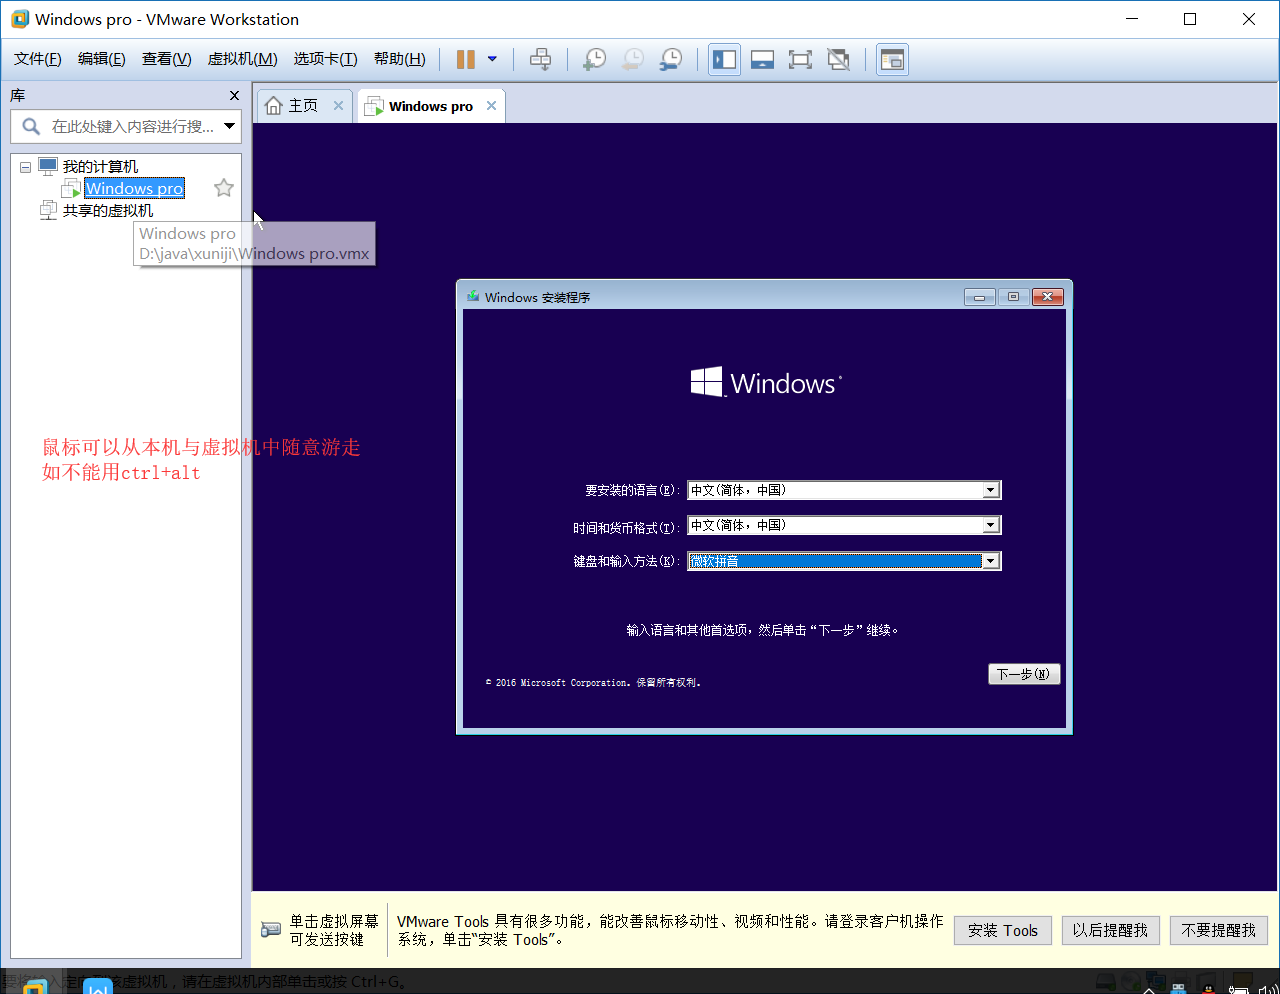 Windows pro - VMware Workstation
文件(F) 编辑(E) 查看(V) 虚拟机(M) 选项卡(T) 帮助(H)
库
在此处键入内容进行搜...
我的计算机
Windows pro
共享的虚拟机
Windows pro
D:\java\xuniji\Windows pro.vmx
主页
Windows pro
鼠标可以从本机与虚拟机中随意游走
如不能用ctrl+alt
Windows 安装程序
Windows
要安装的语言(E): 中文(简体，中国)
时间和货币格式(T): 中文(简体，中国)
键盘和输入方法(K): 微软拼音
输入语言和其他首选项，然后单击“下一步”继续。
© 2016 Microsoft Corporation. 保留所有权利.
下一步(N)
单击虚拟屏幕
可发送按键
VMware Tools 具有很多功能，能改善鼠标移动性、视频和性能。请登录客户机操作
系统，单击“安装 Tools”。
安装 Tools
以后提醒我
不要提醒我
要将输入定向到该虚拟机，请在虚拟机内部单击或按 Ctrl+G。